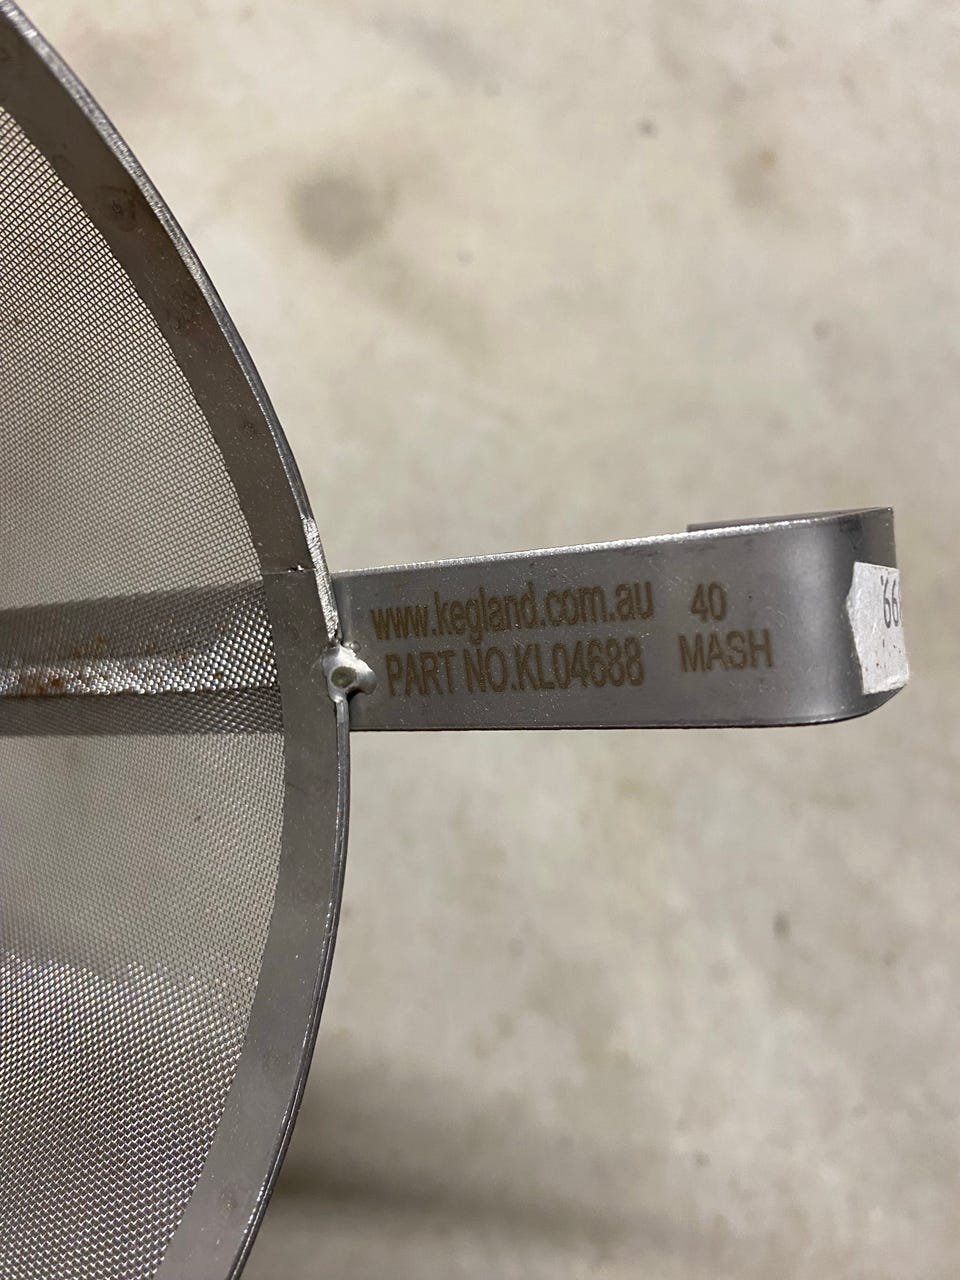 www.kegland.com.au 40
PART NO.KL04688 MASH